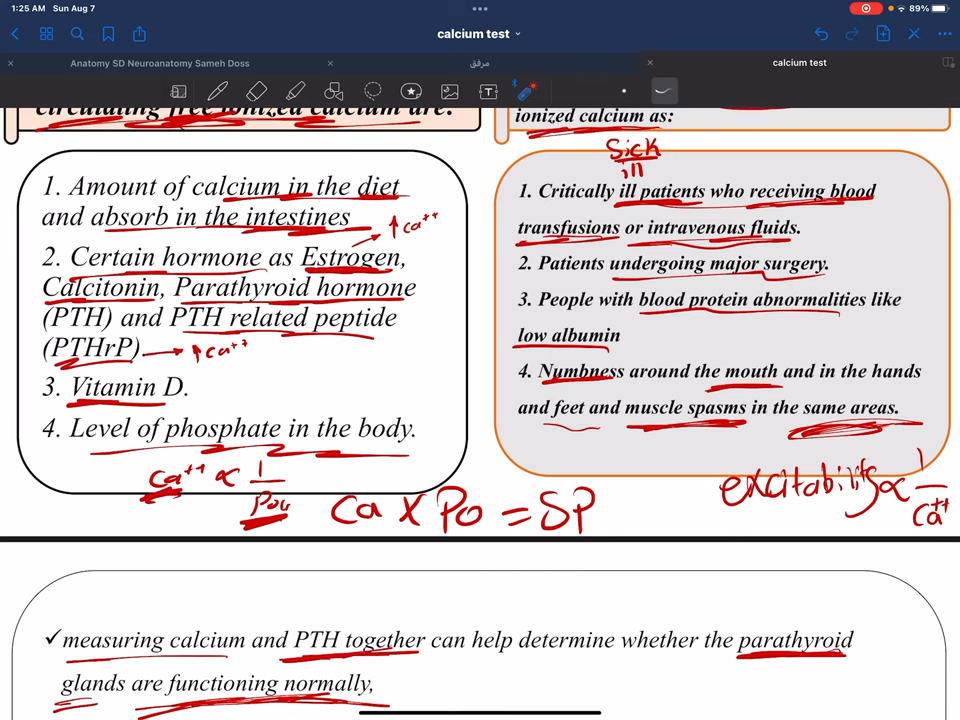 1:25 AM Sun Aug 7
89%
calcium test
Anatomy SD Neuroanatomy Sameh Doss
مرفق
calcium test
circulating free ionized calcium are:
1. Amount of calcium in the diet
and absorb in the intestines
↑ Ca⁺⁺
2. Certain hormone as Estrogen,
Calcitonin, Parathyroid hormone
(PTH) and PTH related peptide
(PTHrP). → ↑ Ca⁺⁺
3. Vitamin D.
4. Level of phosphate in the body.
Ca⁺⁺ ∝ 1/PO4
Ca X Po = SP
ionized calcium as:
Sick
ill
1. Critically ill patients who receiving blood
transfusions or intravenous fluids.
2. Patients undergoing major surgery.
3. People with blood protein abnormalities like
low albumin
4. Numbness around the mouth and in the hands
and feet and muscle spasms in the same areas.
excitability ∝ 1/Ca⁺⁺
✓measuring calcium and PTH together can help determine whether the parathyroid
glands are functioning normally,